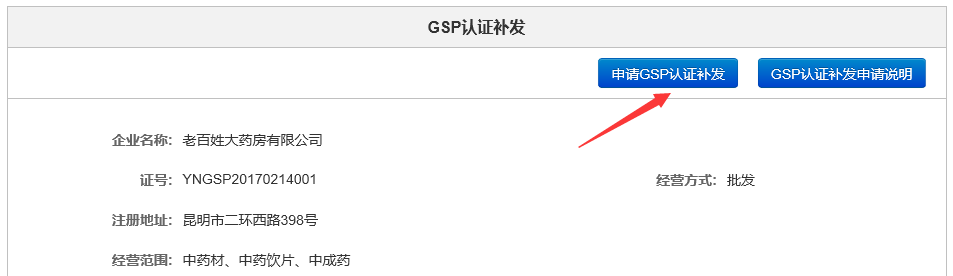 GSP认证补发
申请GSP认证补发 GSP认证补发申请说明
企业名称: 老百姓大药房有限公司
证号: YNGSP20170214001 经营方式: 批发
注册地址: 昆明市二环西路398号
经营范围: 中药材、中药饮片、中成药